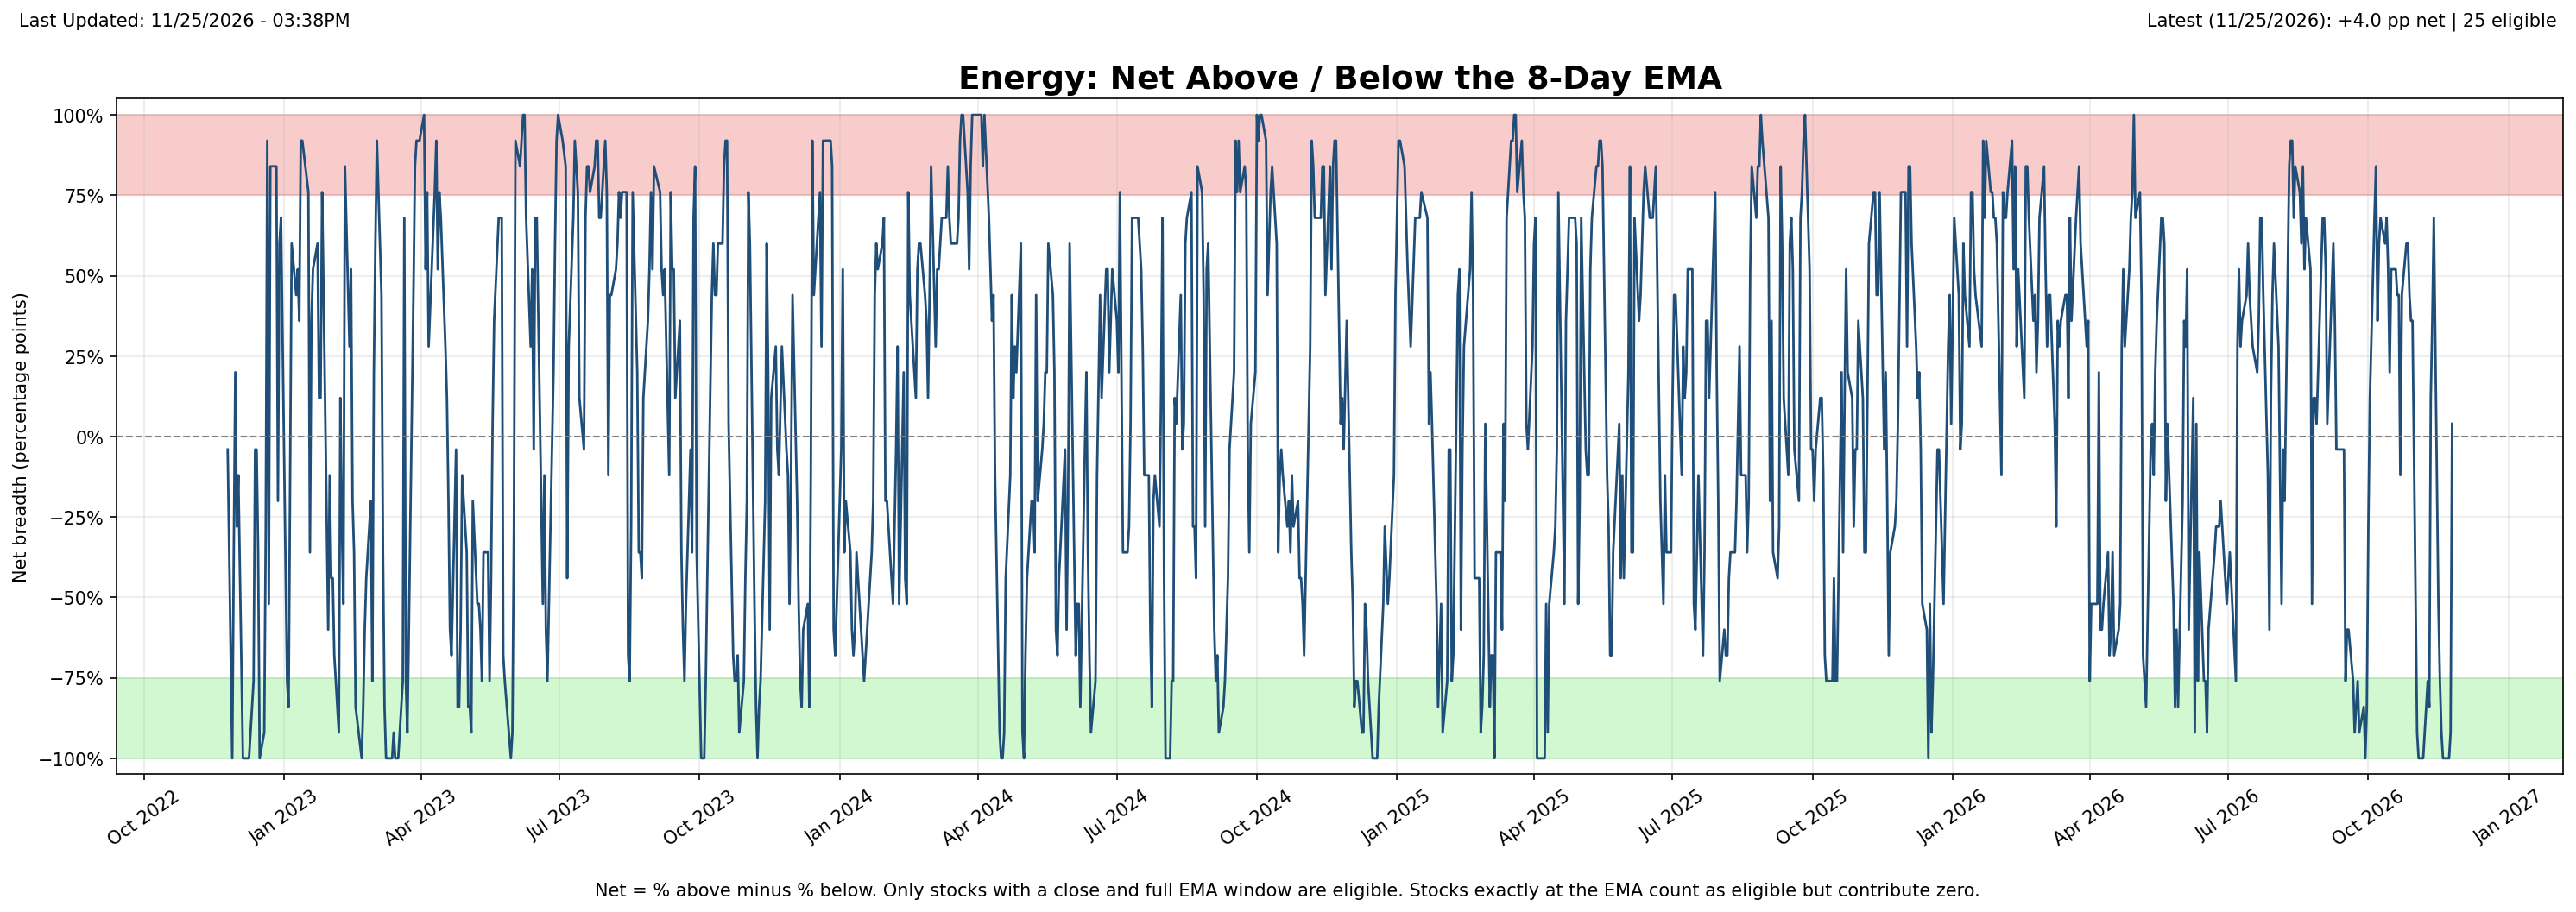 Last Updated: 11/25/2026 - 03:38PM
Latest (11/25/2026): +4.0 pp net | 25 eligible
Energy: Net Above / Below the 8-Day EMA
Net breadth (percentage points)
100%
75%
50%
25%
0%
−25%
−50%
−75%
−100%
Oct 2022
Jan 2023
Apr 2023
Jul 2023
Oct 2023
Jan 2024
Apr 2024
Jul 2024
Oct 2024
Jan 2025
Apr 2025
Jul 2025
Oct 2025
Jan 2026
Apr 2026
Jul 2026
Oct 2026
Jan 2027
Net = % above minus % below. Only stocks with a close and full EMA window are eligible. Stocks exactly at the EMA count as eligible but contribute zero.